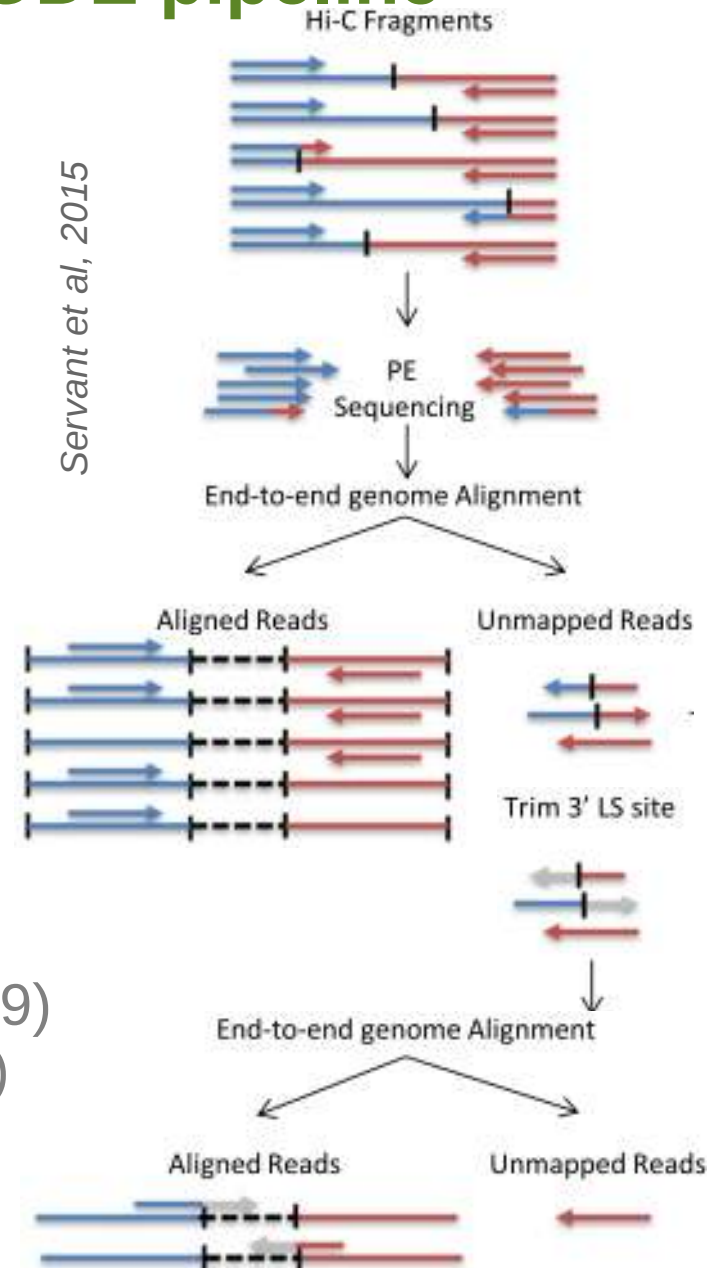 Hi-C Fragments
Servant et al, 2015
PE
Sequencing
End-to-end genome Alignment
Aligned Reads
Unmapped Reads
Trim 3' LS site
9)
)
End-to-end genome Alignment
Aligned Reads
Unmapped Reads